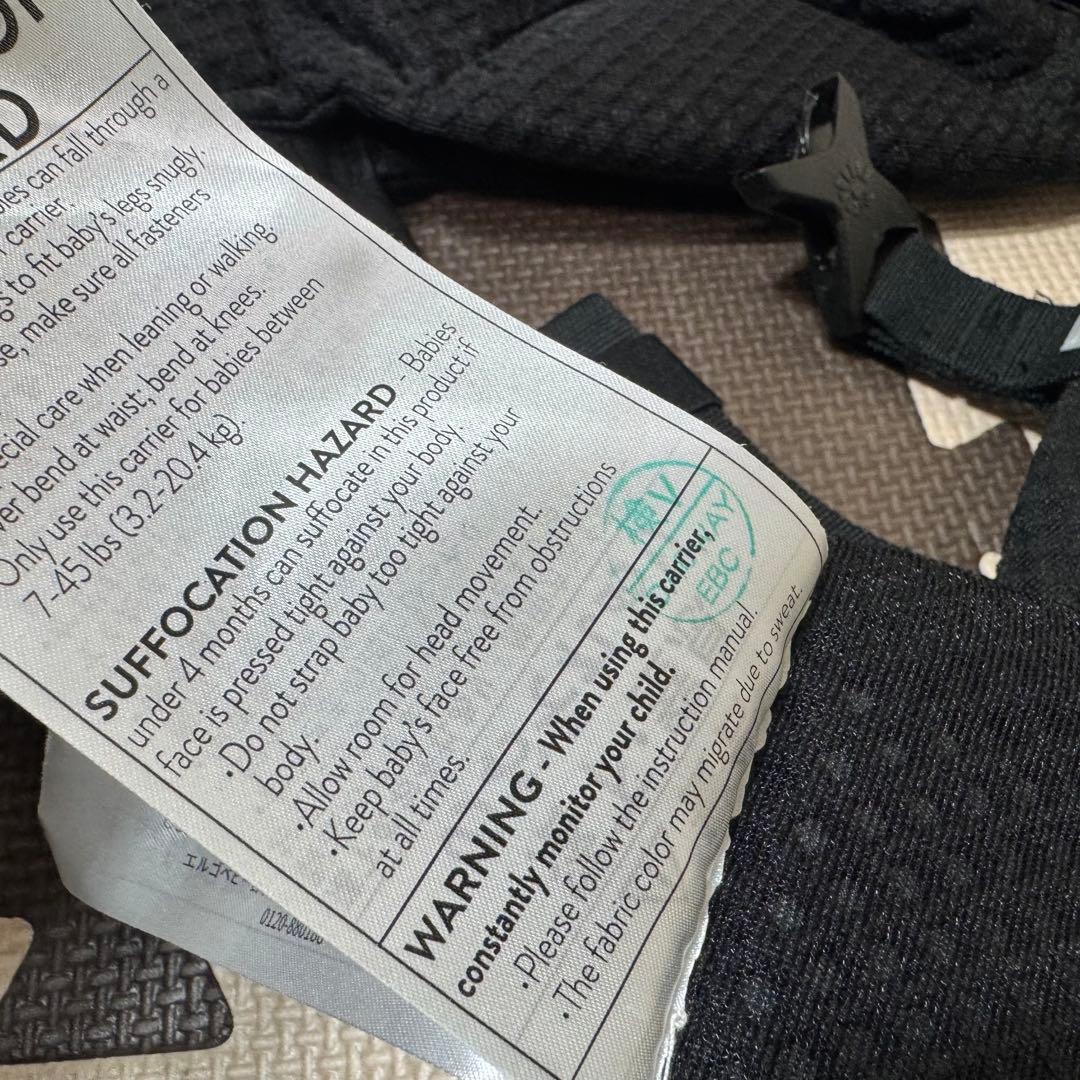 can fall through a
carrier.
to fit baby's legs snugly.
make sure all fasteners
care when leaning or walking.
bend at waist; bend at knees.
Only use this carrier for babies between
7-45 lbs (3.2-20.4 kg).
SUFFOCATION HAZARD - Babies
under 4 months can suffocate in this product if
face is pressed tight against your body.
·Do not strap baby too tight against your
body.
·Allow room for head movement.
·Keep baby's face free from obstructions
at all times.
WARNING - When using this carrier,
constantly monitor your child.
·Please follow the instruction manual.
·The fabric color may migrate due to sweat.
EBC